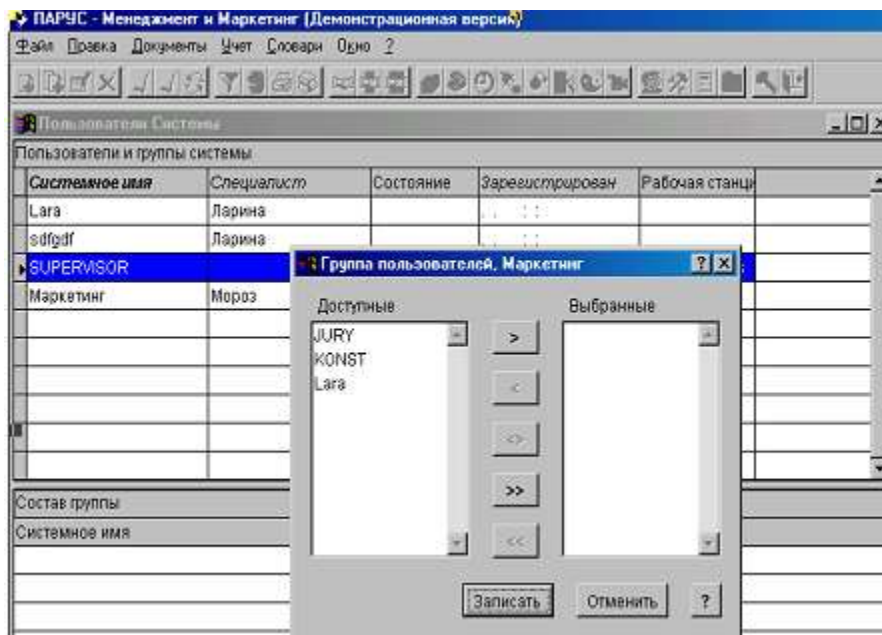 ПАРУС - Менеджмент и Маркетинг (Демонстрационная версия)
Файл Правка Документы Учет Словари Окно ?
Пользователи Системы
Пользователи и группы системы
Системное имя Специалист Состояние Зарегистрирован Рабочая станци
Lara Ларина
sdfgdf Ларина
SUPERVISOR
Маркетинг Мороз
Группа пользователей, Маркетинг
Доступные Выбранные
JURY
KONST
Lara
>
<
<>
>>
<<
Записать Отменить ?
Состав группы
Системное имя